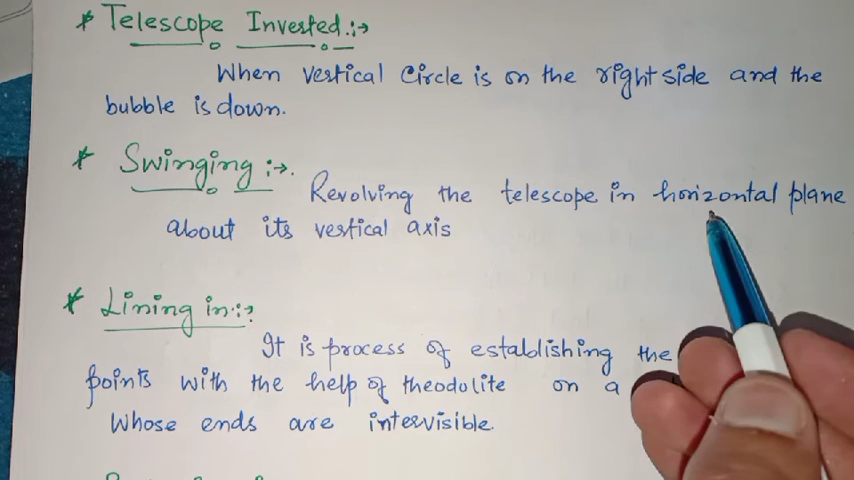 * Telescope Inverted :→
When vertical circle is on the right side and the
bubble is down.
* Swinging :→.
Revolving the telescope in horizontal plane
about its vertical axis
* Lining in :→
It is process of establishing the
points with the help of theodolite on a
Whose ends are intervisible.